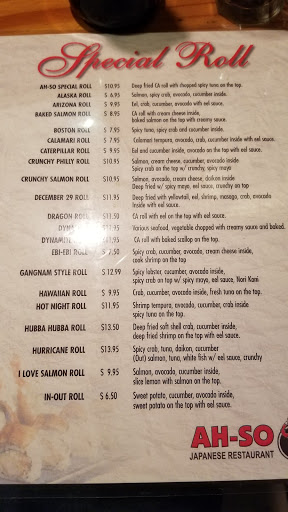 Special Roll
AH-SO SPECIAL ROLL $10.95 Deep fried CA roll with chopped spicy tuna on the top.
ALASKA ROLL $ 6.95 Salmon, spicy crab, avocado, cucumber inside.
ARIZONA ROLL $ 9.95 Eel, crab, cucumber, avocado with eel sauce.
BAKED SALMON ROLL $ 8.95 CA roll with cream cheese inside,
baked salmon on the top with creamy sauce.
BOSTON ROLL $ 7.95 Spicy tuna, spicy crab and cucumber inside.
CALAMARI ROLL $ 7.95 Calamari tempura, avocado, crab, cucumber inside with eel sauce.
CATERPILLAR ROLL $ 9.95 Eel and cucumber inside, avocado on the top with eel sauce.
CRUNCHY PHILLY ROLL $10.95 Salmon, cream cheese, cucumber, avocado inside
Spicy crab on the top w/ crunchy, spicy mayo
CRUNCHY SALMON ROLL $10.95 Salmon, avocado, cream cheese, daikon inside
Deep fried w/ spicy mayo, eel sauce, crunchy on top
DECEMBER 29 ROLL $11.95 Deep fried with yellowtail, eel, shrimp, masago, crab, avocado
Inside with eel sauce.
DRAGON ROLL $11.50 CA roll with eel on the top with eel sauce.
$11.95 Various seafood, vegetable chopped with creamy sauce and baked.
CA roll with baked scallop on the top.
EBI-EBI ROLL $ 7.50 Spicy crab, cucumber, avocado, cream cheese inside,
cook shrimp on the top
GANGNAM STYLE ROLL $ 12.99 Spicy lobster, cucumber, avocado inside,
spicy crab on top w/ spicy mayo, eel sauce, Nori Kani
HAWAIIAN ROLL $ 9.95 Crab, cucumber, avocado inside, fresh tuna on the top.
HOT NIGHT ROLL $11.95 Shrimp tempura, avocado, cucumber, crab inside
spicy tuna on the top.
HUBBA HUBBA ROLL $13.50 Deep fried soft shell crab, cucumber, avocado inside,
deep fried shrimp on the top with eel sauce.
HURRICANE ROLL $13.95 Spicy crab, tuna, daikon, cucumber
(Out) salmon, tuna, white fish w/ eel sauce, crunchy
I LOVE SALMON ROLL $ 9.95 Salmon, avocado, cucumber inside,
slice lemon with salmon on the top.
IN-OUT ROLL $ 6.50 Sweet potato, cucumber, avocado inside,
sweet potato on the top with eel sauce.
AH-SO
JAPANESE RESTAURANT